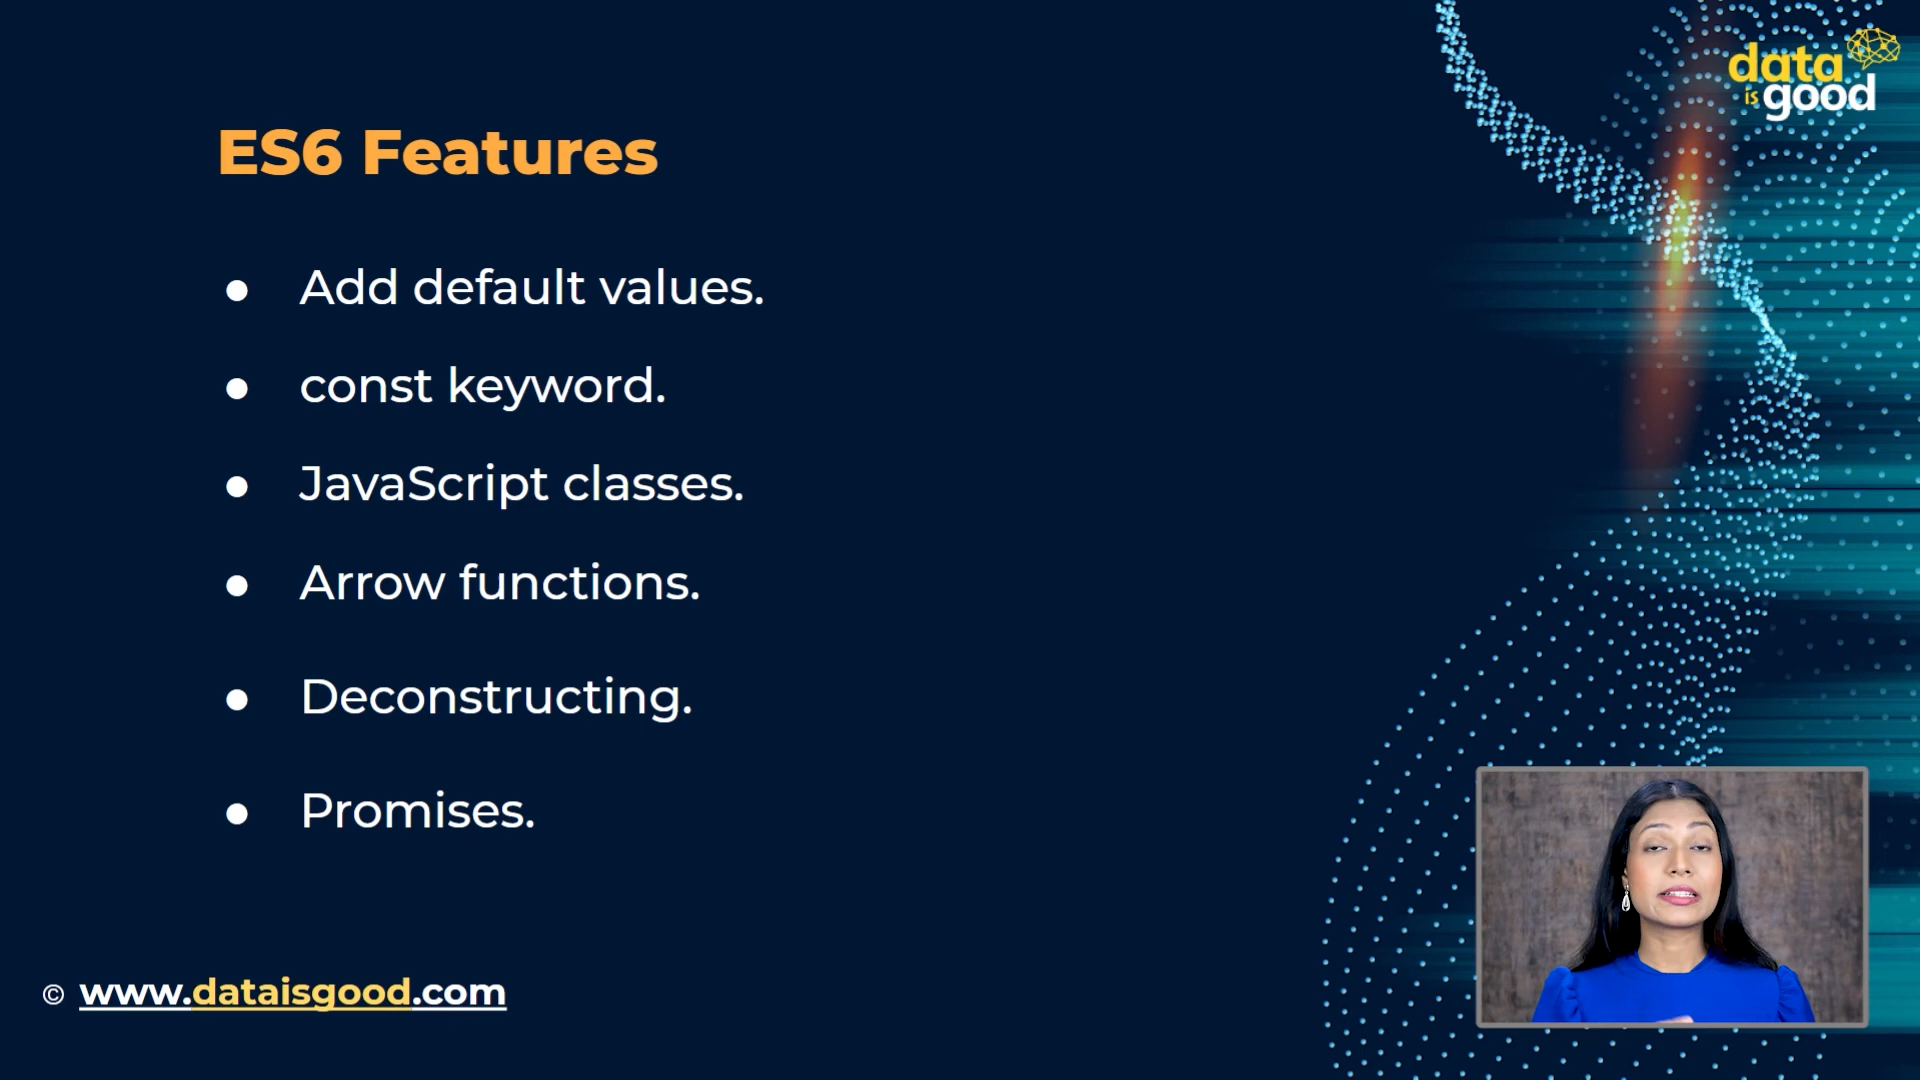 data
is good
ES6 Features
● Add default values.
● const keyword.
● JavaScript classes.
● Arrow functions.
● Deconstructing.
● Promises.
© www.dataisgood.com